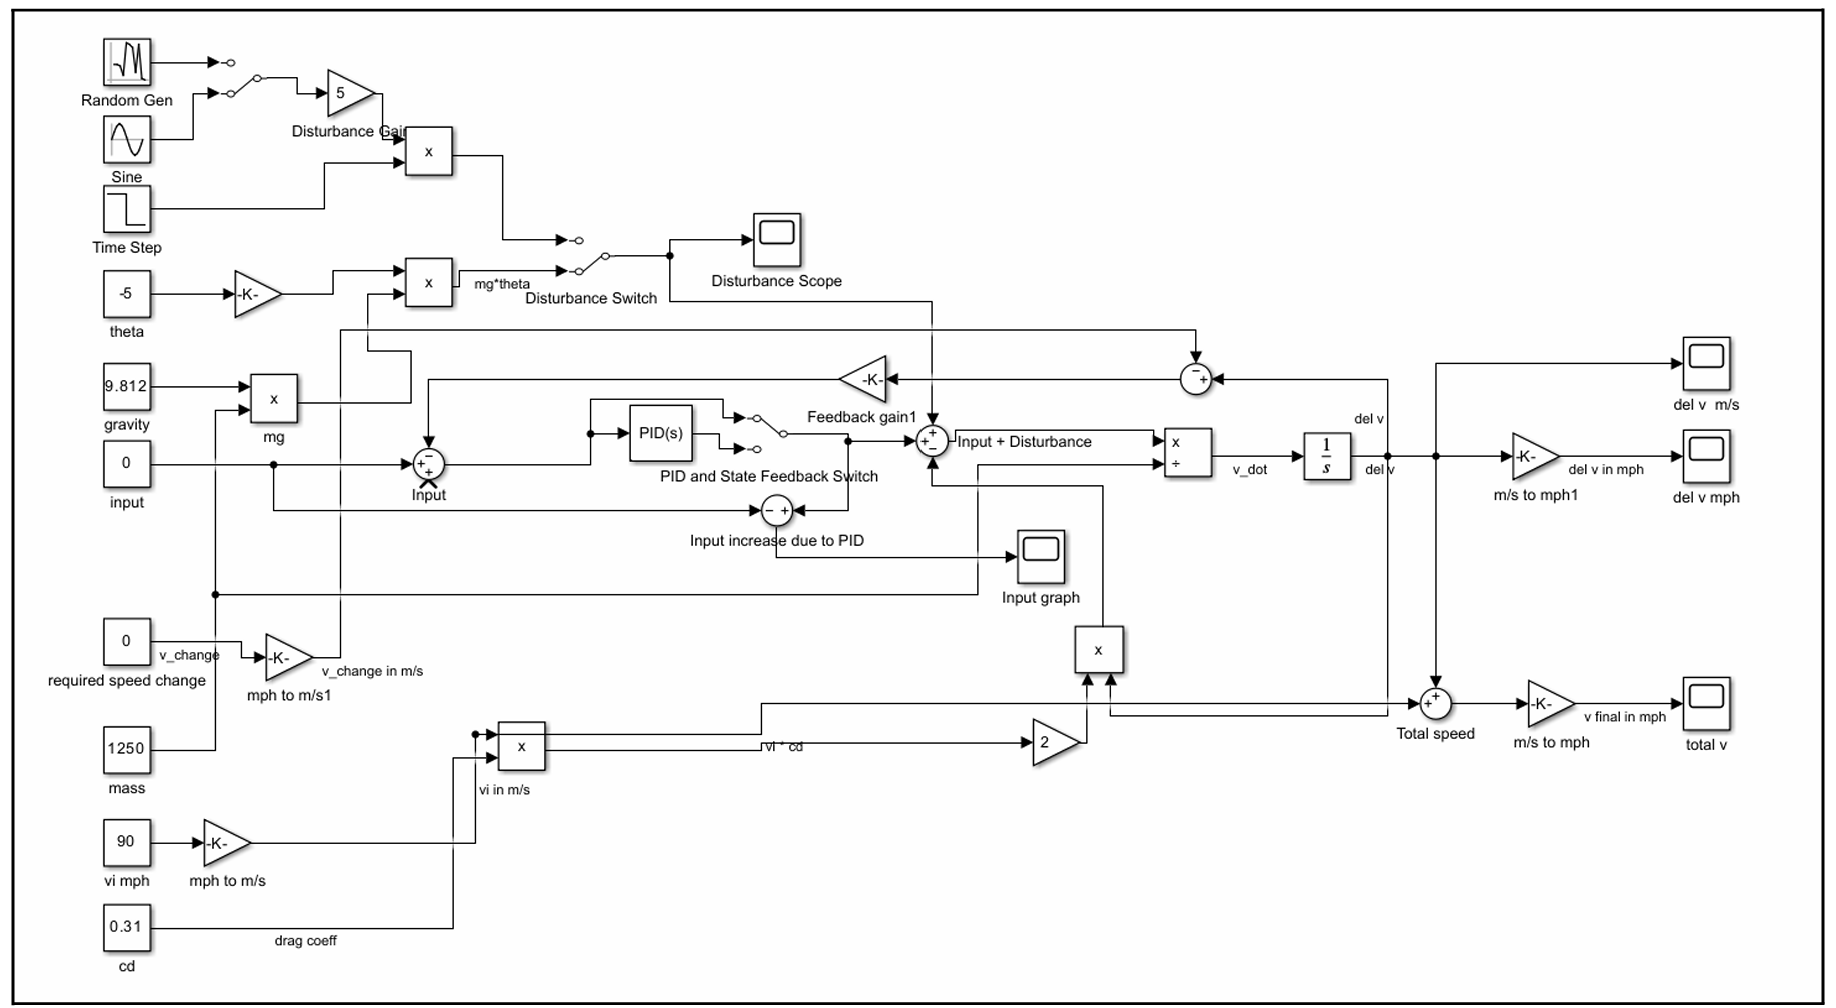 Random Gen
5
Disturbance Gain
x
Sine
Time Step
Disturbance Scope
-5
-K-
x
mg*theta
Disturbance Switch
theta
9.812
x
gravity
mg
-K-
Feedback gain1
−
+
del v m/s
del v
0
input
+
−
+
Input
PID(s)
PID and State Feedback Switch
+
+
−
Input + Disturbance
x
÷
v_dot
1
s
del v
-K-
m/s to mph1
del v in mph
del v mph
−
+
Input increase due to PID
Input graph
0
v_change
required speed change
-K-
mph to m/s1
v_change in m/s
x
1250
mass
x
vi in m/s
vi * cd
2
+
+
Total speed
-K-
m/s to mph
v final in mph
total v
90
vi mph
-K-
mph to m/s
0.31
cd
drag coeff